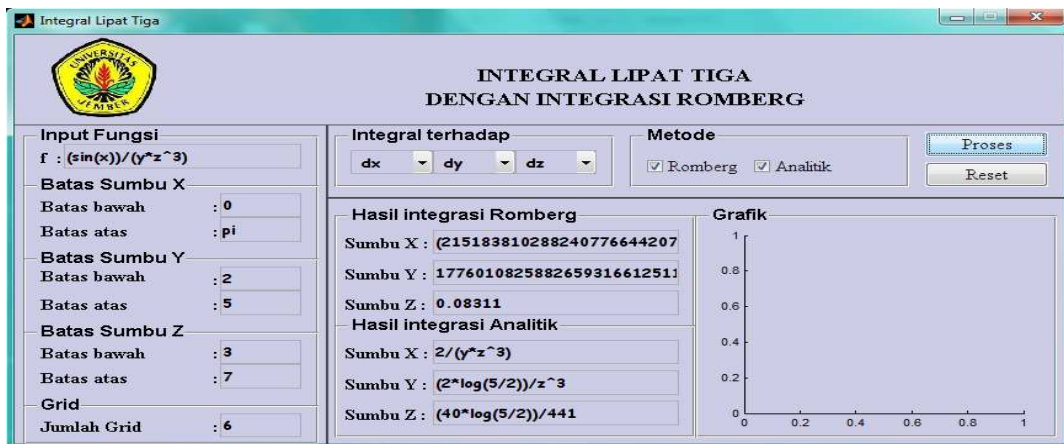 Integral Lipat Tiga
UNIVERSITAS
JEMBER
INTEGRAL LIPAT TIGA
DENGAN INTEGRASI ROMBERG
Input Fungsi
f : (sin(x))/(y*z^3)
Batas Sumbu X
Batas bawah : 0
Batas atas : pi
Batas Sumbu Y
Batas bawah : 2
Batas atas : 5
Batas Sumbu Z
Batas bawah : 3
Batas atas : 7
Grid
Jumlah Grid : 6
Integral terhadap
dx dy dz
Metode
Romberg Analitik
Proses
Reset
Hasil integrasi Romberg
Sumbu X : (215183810288240776644207
Sumbu Y : 1776010825882659316612511
Sumbu Z : 0.08311
Hasil integrasi Analitik
Sumbu X : 2/(y*z^3)
Sumbu Y : (2*log(5/2))/z^3
Sumbu Z : (40*log(5/2))/441
Grafik
1
0.8
0.6
0.4
0.2
0
0 0.2 0.4 0.6 0.8 1